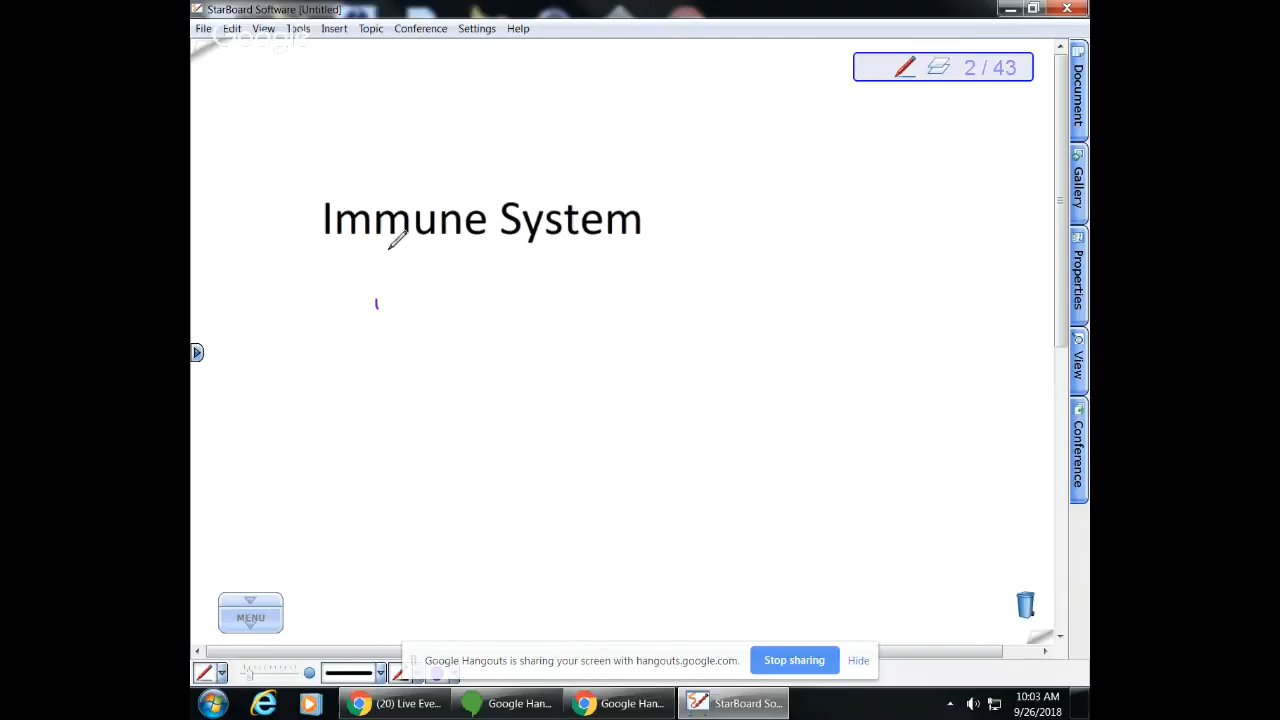 StarBoard Software [Untitled]
File Edit View Tools Insert Topic Conference Settings Help
Google
2 / 43
Document
Gallery
Properties
View
Conference
Immune System
MENU
Google Hangouts is sharing your screen with hangouts.google.com. Stop sharing Hide
(20) Live Eve... Google Han... Google Han... StarBoard So...
10:03 AM
9/26/2018